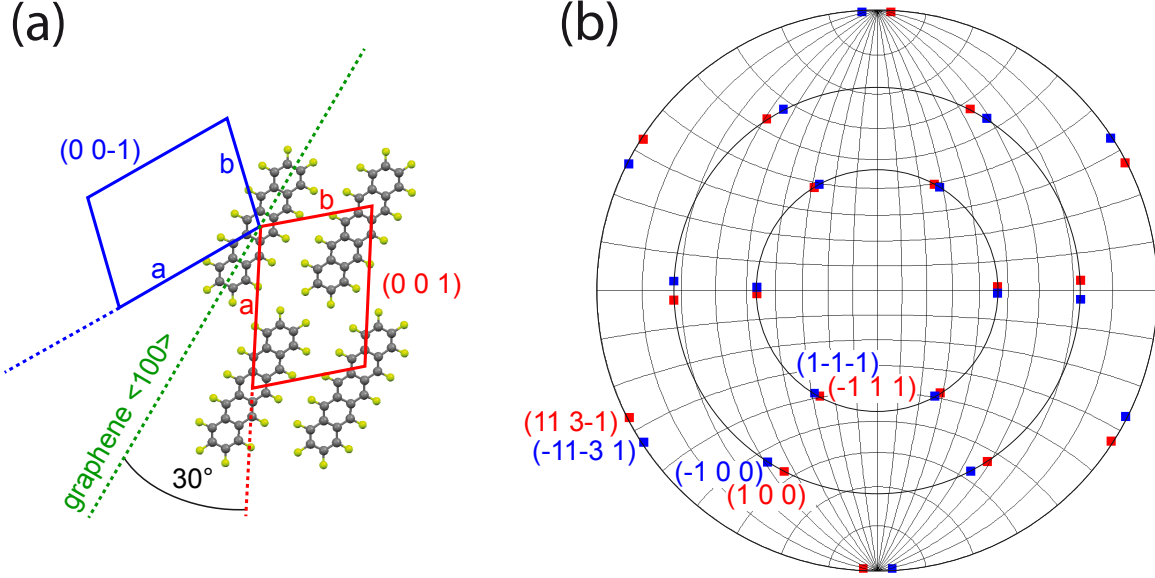 (a)
(0 0-1)
b
b
a
a
(0 0 1)
graphene <100>
30°
(b)
(1-1-1)
(-1 1 1)
(11 3-1)
(-11-3 1)
(-1 0 0)
(1 0 0)